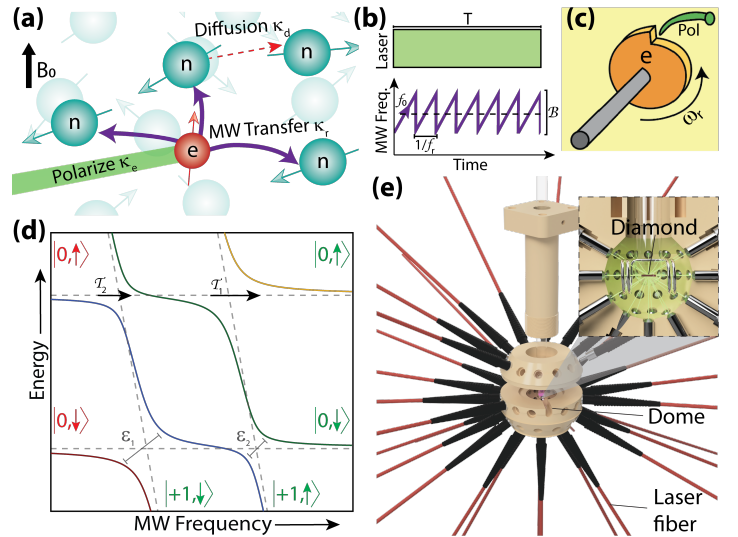 (a)
Diffusion κd
n
n
B₀
n
MW Transfer κr
e
n
Polarize κe
(b)
T
Laser
MW Freq.
f₀
ℬ
1/fr
Time
(c)
Pol
e
ωr
(d)
|0,↑⟩
|0,↑⟩
𝒯₂
𝒯₁
Energy
|0,↓⟩
|0,↓⟩
ε₁
ε₂
|+1,↓⟩
|+1,↑⟩
MW Frequency
(e)
Diamond
Dome
Laser
fiber